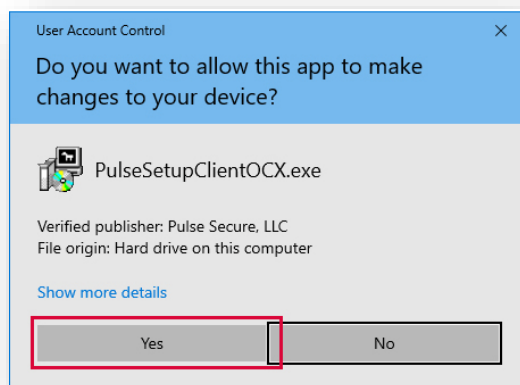 User Account Control
Do you want to allow this app to make
changes to your device?
PulseSetupClientOCX.exe
Verified publisher: Pulse Secure, LLC
File origin: Hard drive on this computer
Show more details
Yes
No